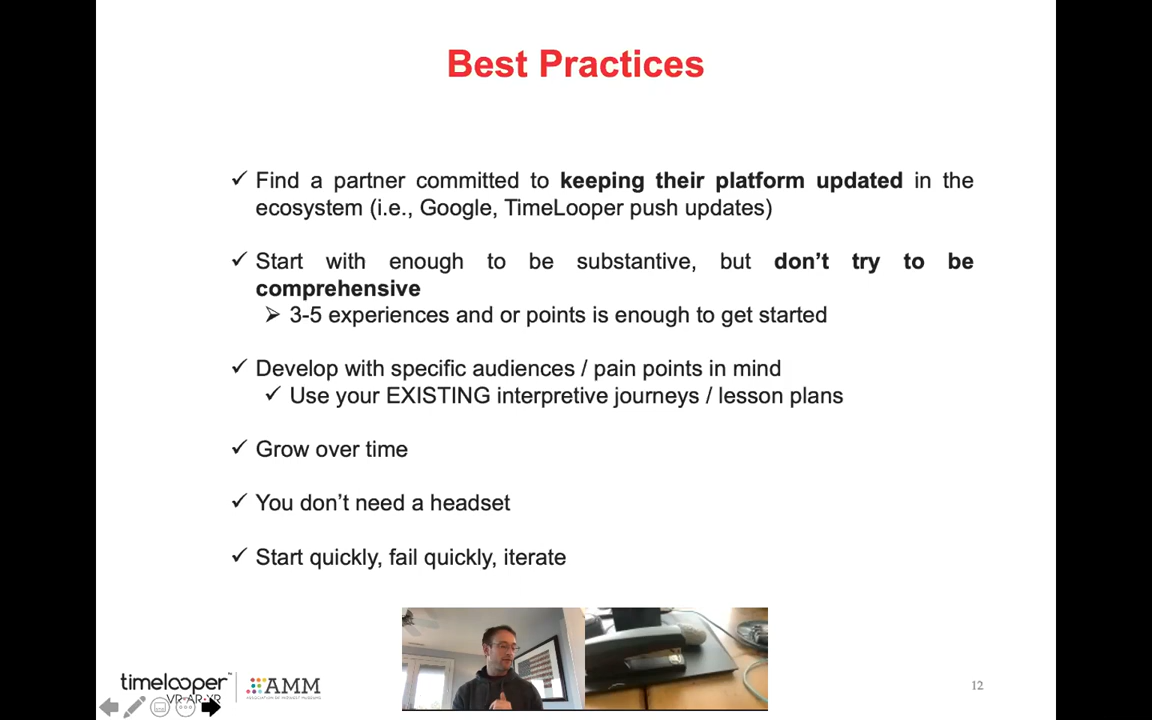 Best Practices
✓ Find a partner committed to keeping their platform updated in the
ecosystem (i.e., Google, TimeLooper push updates)
✓ Start with enough to be substantive, but don’t try to be
comprehensive
➢ 3-5 experiences and or points is enough to get started
✓ Develop with specific audiences / pain points in mind
✓ Use your EXISTING interpretive journeys / lesson plans
✓ Grow over time
✓ You don’t need a headset
✓ Start quickly, fail quickly, iterate
timelooper™
VR·AR·XR
AMM
ASSOCIATION OF MIDWEST MUSEUMS
12